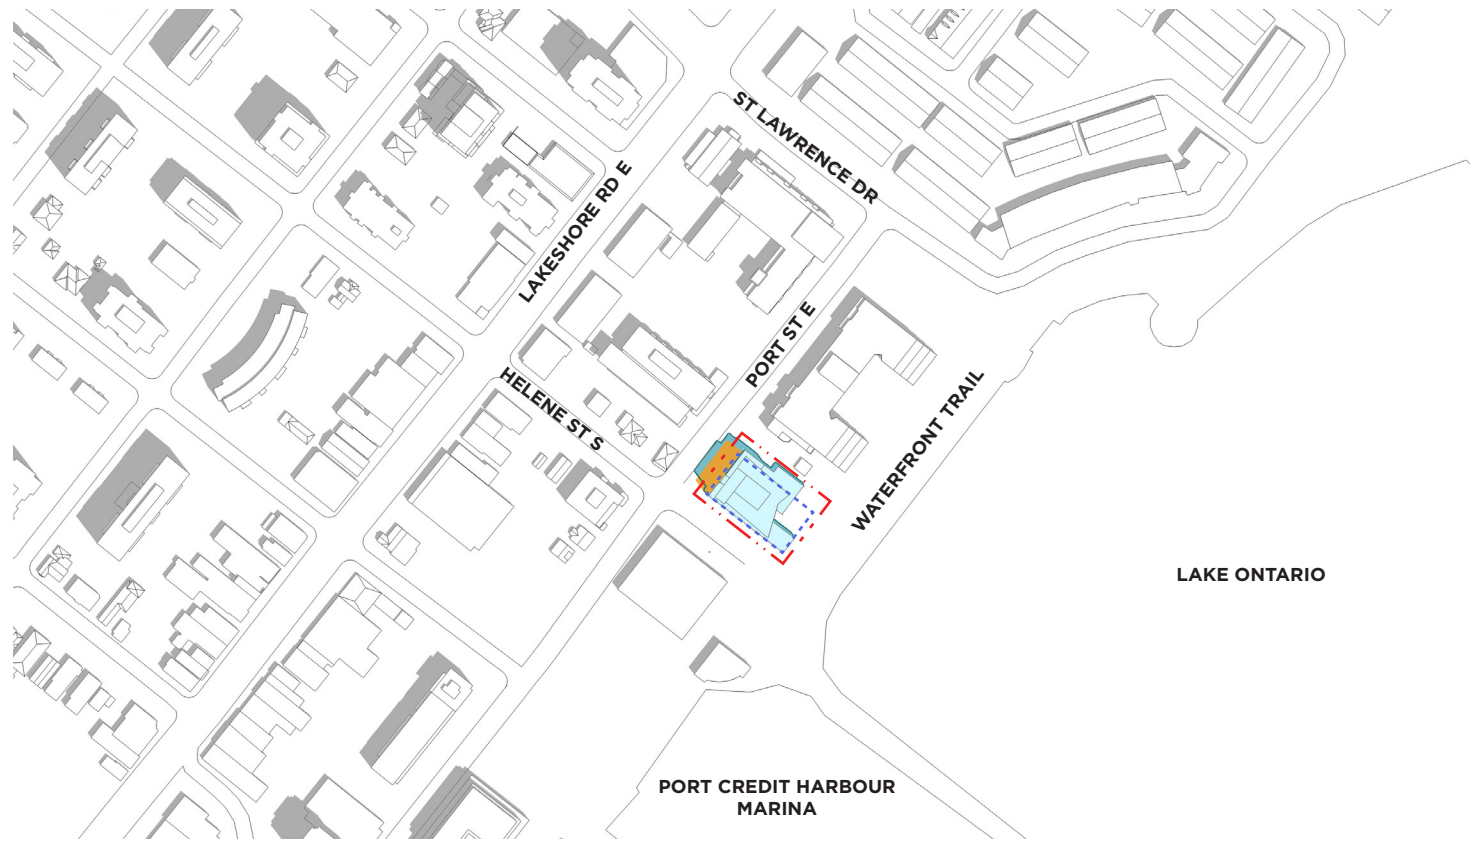 ST LAWRENCE DR
LAKESHORE RD E
PORT ST E
HELENE ST S
WATERFRONT TRAIL
LAKE ONTARIO
PORT CREDIT HARBOUR
MARINA